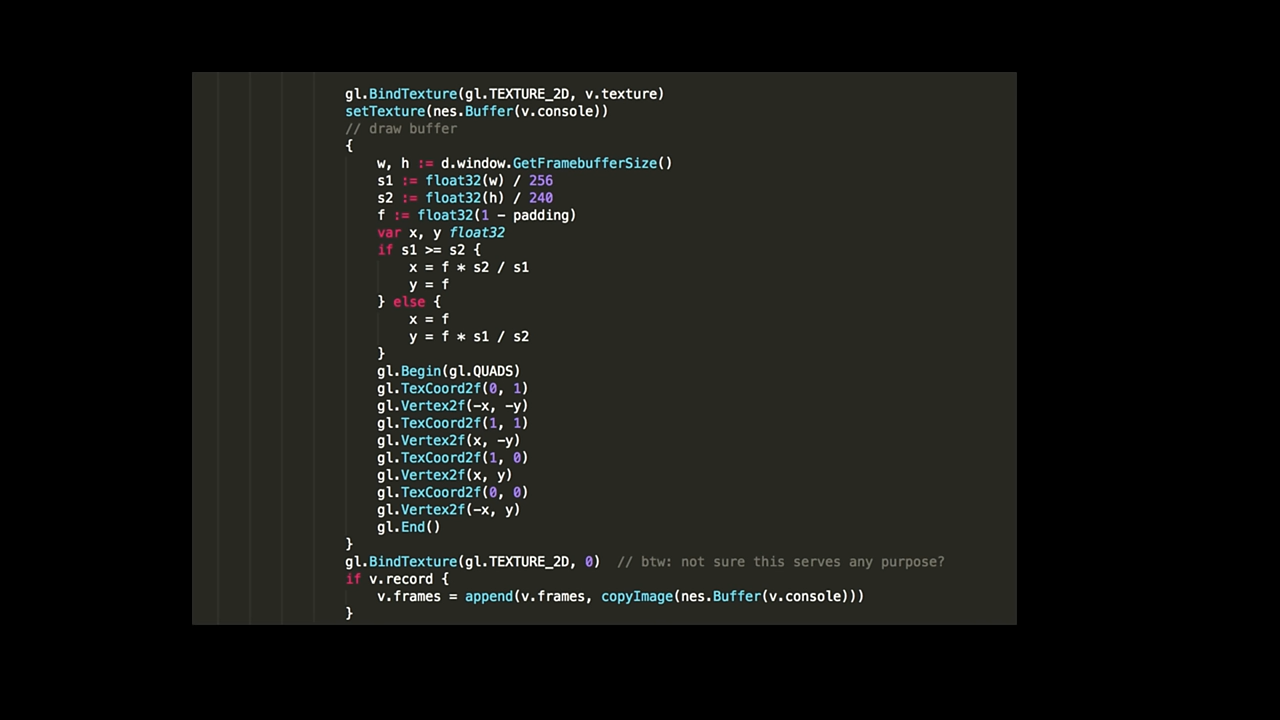 gl.BindTexture(gl.TEXTURE_2D, v.texture)
setTexture(nes.Buffer(v.console))
// draw buffer
{
w, h := d.window.GetFramebufferSize()
s1 := float32(w) / 256
s2 := float32(h) / 240
f := float32(1 - padding)
var x, y float32
if s1 >= s2 {
x = f * s2 / s1
y = f
} else {
x = f
y = f * s1 / s2
}
gl.Begin(gl.QUADS)
gl.TexCoord2f(0, 1)
gl.Vertex2f(-x, -y)
gl.TexCoord2f(1, 1)
gl.Vertex2f(x, -y)
gl.TexCoord2f(1, 0)
gl.Vertex2f(x, y)
gl.TexCoord2f(0, 0)
gl.Vertex2f(-x, y)
gl.End()
}
gl.BindTexture(gl.TEXTURE_2D, 0)  // btw: not sure this serves any purpose?
if v.record {
v.frames = append(v.frames, copyImage(nes.Buffer(v.console)))
}